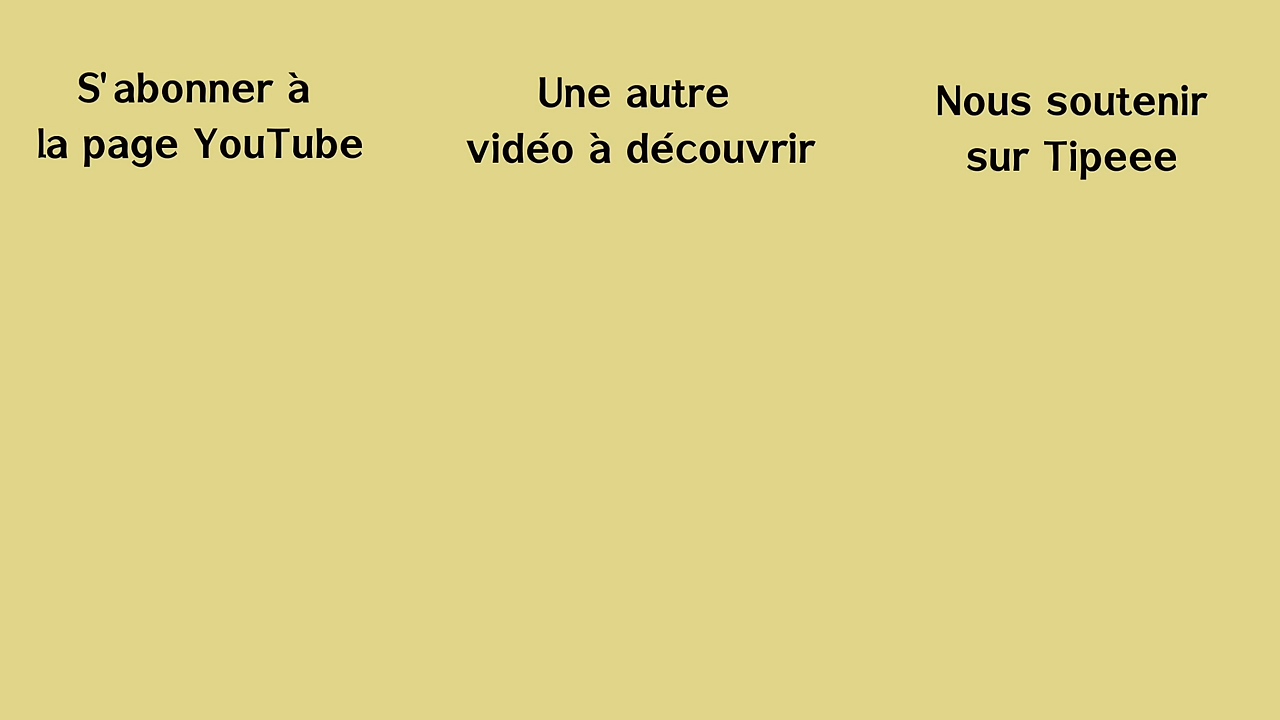 S'abonner à
la page YouTube
Une autre
vidéo à découvrir
Nous soutenir
sur Tipeee